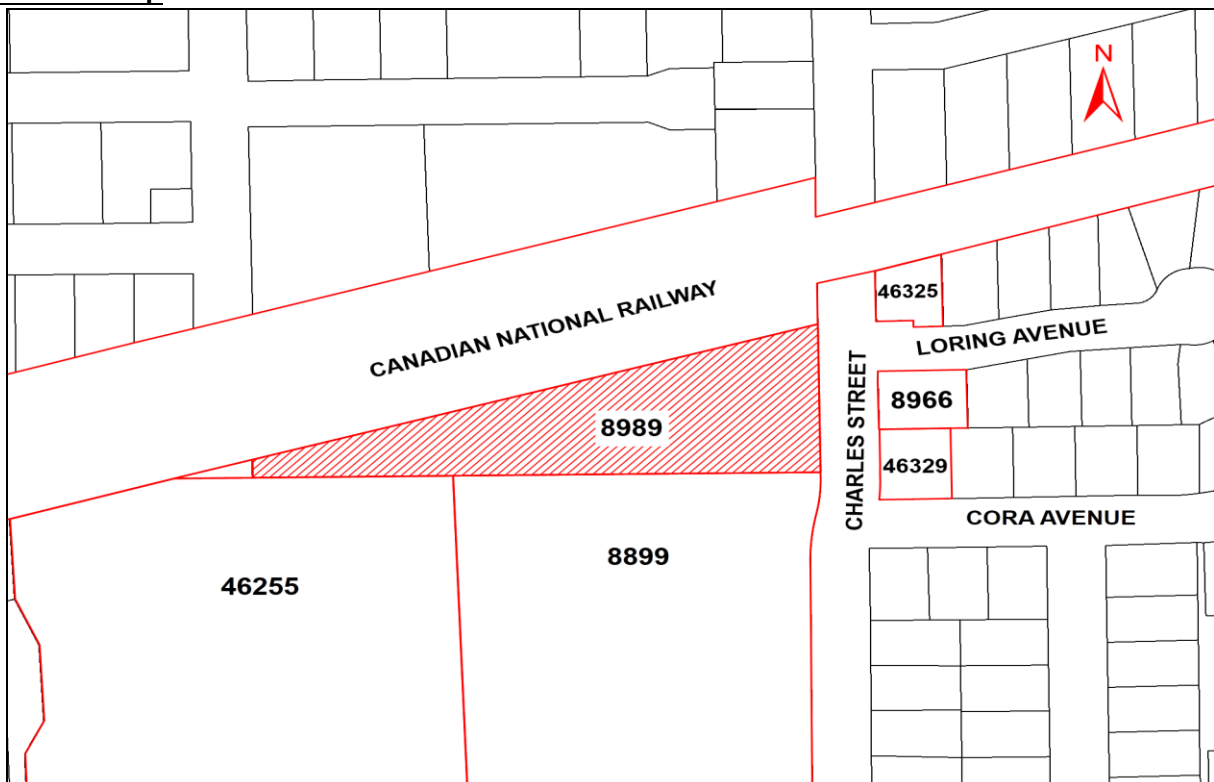 N
46325
CANADIAN NATIONAL RAILWAY
LORING AVENUE
CHARLES STREET
8966
8989
46329
CORA AVENUE
8899
46255